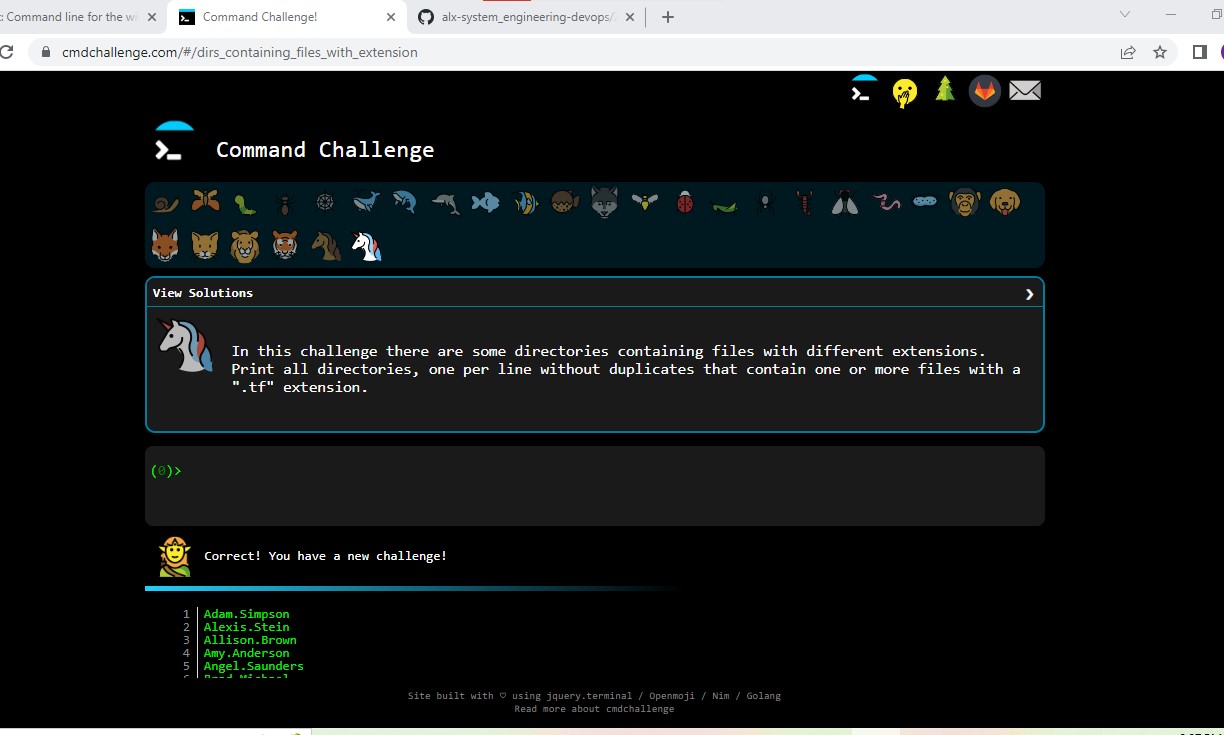 : Command line for the wi
Command Challenge!
alx-system_engineering-devops/
cmdchallenge.com/#/dirs_containing_files_with_extension
Command Challenge
View Solutions
In this challenge there are some directories containing files with different extensions.
Print all directories, one per line without duplicates that contain one or more files with a
".tf" extension.
(0)>
Correct! You have a new challenge!
1 Adam.Simpson
2 Alexis.Stein
3 Allison.Brown
4 Amy.Anderson
5 Angel.Saunders
Site built with ♡ using jquery.terminal / Openmoji / Nim / Golang
Read more about cmdchallenge